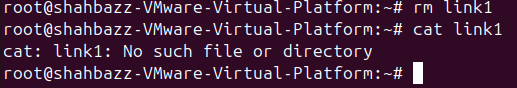 root@shahbazz-VMware-Virtual-Platform:~# rm link1
root@shahbazz-VMware-Virtual-Platform:~# cat link1
cat: link1: No such file or directory
root@shahbazz-VMware-Virtual-Platform:~#